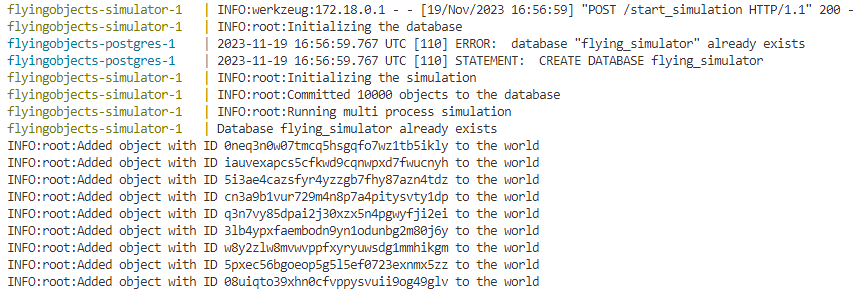 flyingobjects-simulator-1 | INFO:werkzeug:172.18.0.1 - - [19/Nov/2023 16:56:59] "POST /start_simulation HTTP/1.1" 200 -
flyingobjects-simulator-1 | INFO:root:Initializing the database
flyingobjects-postgres-1 | 2023-11-19 16:56:59.767 UTC [110] ERROR:  database "flying_simulator" already exists
flyingobjects-postgres-1 | 2023-11-19 16:56:59.767 UTC [110] STATEMENT:  CREATE DATABASE flying_simulator
flyingobjects-simulator-1 | INFO:root:Initializing the simulation
flyingobjects-simulator-1 | INFO:root:Committed 10000 objects to the database
flyingobjects-simulator-1 | INFO:root:Running multi process simulation
flyingobjects-simulator-1 | Database flying_simulator already exists
INFO:root:Added object with ID 0neq3n0w07tmcq5hsgqfo7wz1tb5ikly to the world
INFO:root:Added object with ID iauvexapcs5cfkwd9cqnwpxd7fwucnyh to the world
INFO:root:Added object with ID 5i3ae4cazsfyr4yzzgb7fhy87azn4tdz to the world
INFO:root:Added object with ID cn3a9b1vur729m4n8p7a4pitysvty1dp to the world
INFO:root:Added object with ID q3n7vy85dpai2j30xzx5n4pgwyfji2ei to the world
INFO:root:Added object with ID 3lb4ypxfaembodn9yn1odunbg2m80j6y to the world
INFO:root:Added object with ID w8y2zlw8mvwvppfxyryuwsdg1mmhikgm to the world
INFO:root:Added object with ID 5pxec56bgoeop5g5l5ef0723exnmx5zz to the world
INFO:root:Added object with ID 08uiqto39xhn0cfvppysvuii9og49glv to the world